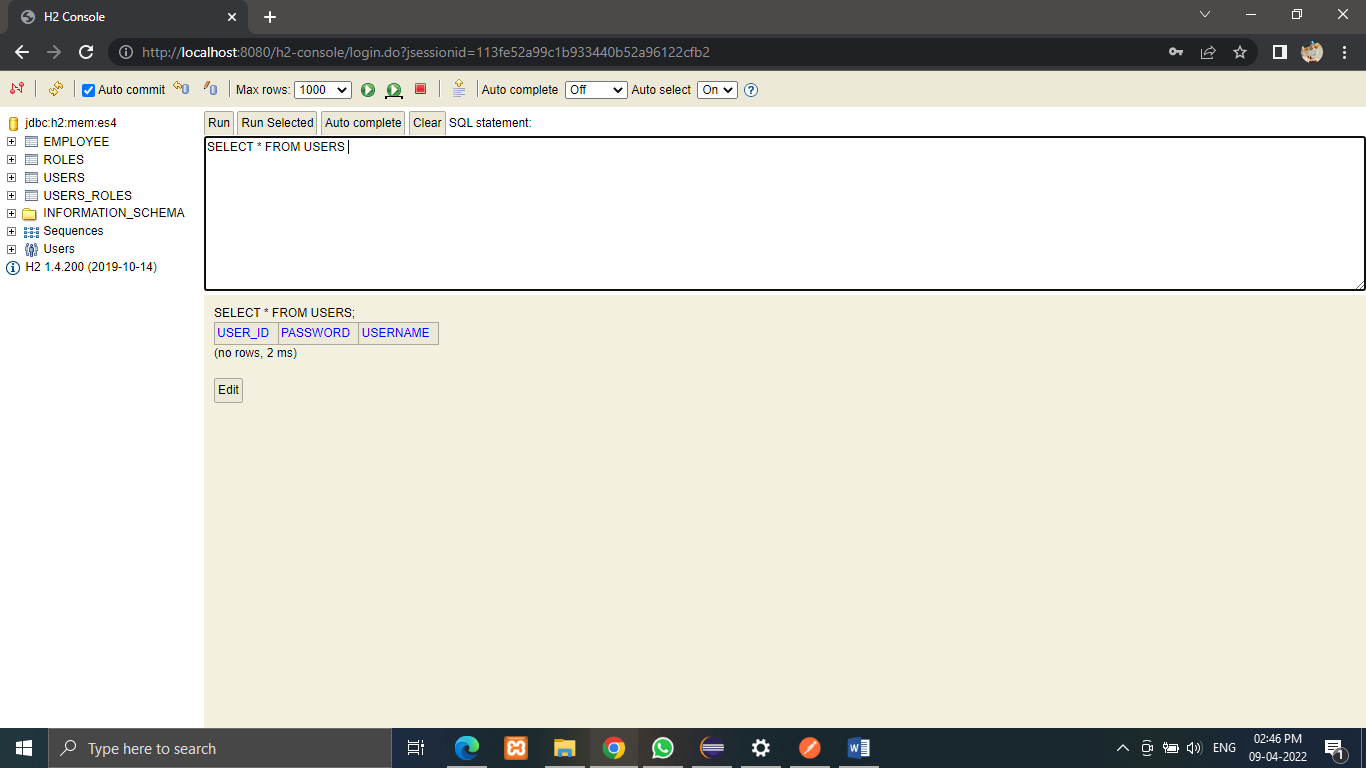 H2 Console
http://localhost:8080/h2-console/login.do?jsessionid=113fe52a99c1b933440b52a96122cfb2
Auto commit Max rows: 1000 Auto complete Off Auto select On
jdbc:h2:mem:es4
EMPLOYEE
ROLES
USERS
USERS_ROLES
INFORMATION_SCHEMA
Sequences
Users
H2 1.4.200 (2019-10-14)
Run Run Selected Auto complete Clear SQL statement:
SELECT * FROM USERS
SELECT * FROM USERS;
USER_ID PASSWORD USERNAME
(no rows, 2 ms)
Edit
Type here to search
ENG
02:46 PM
09-04-2022
1